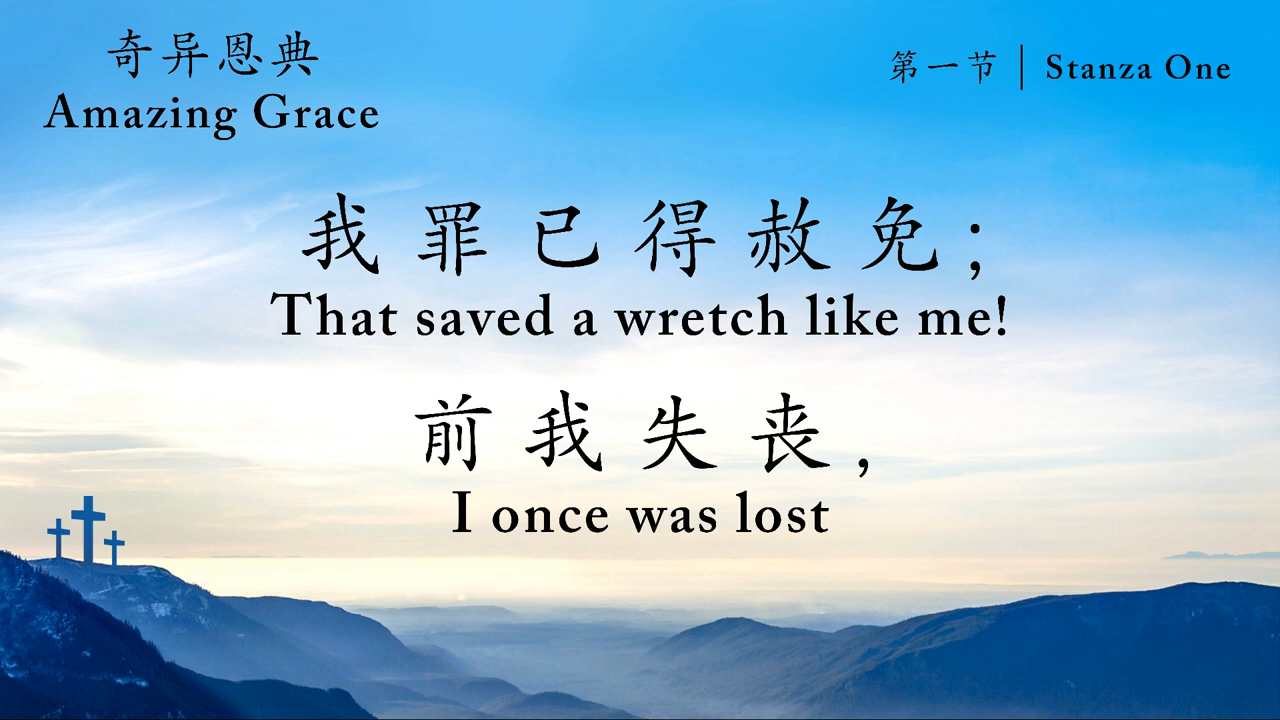 奇异恩典
Amazing Grace
第一节 | Stanza One
我罪已得赦免;
That saved a wretch like me!
前我失丧,
I once was lost